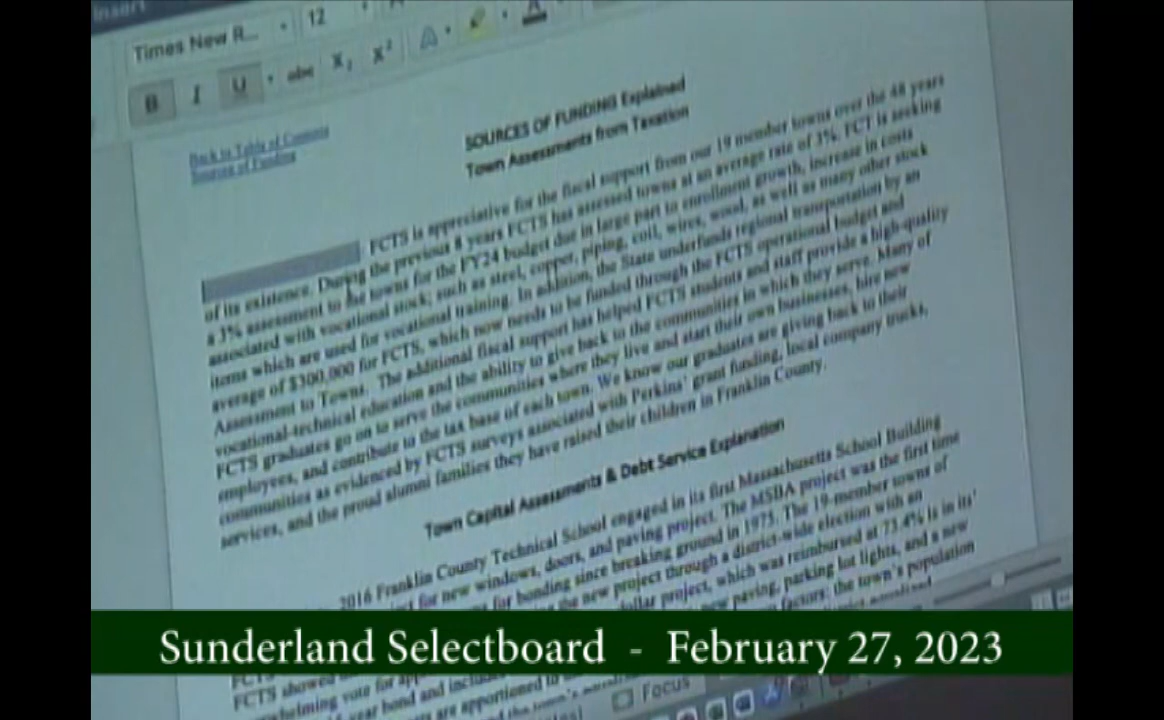 Insert
Times New R... 12
B I U abc X₂ X² A A
Back to Table of Contents
Sources of Funding
SOURCES OF FUNDING Explained
Town Assessments from Taxation
FCTS is appreciative for the fiscal support from our 19 member towns over the 48 years
of its existence. During the previous 8 years FCTS has assessed towns at an average rate of 3%. FCT is seeking
a 3% assessment to the towns for the FY24 budget due in large part to enrollment growth, increase in costs
associated with vocational stock; such as steel, copper, piping, coil, wires, wood, as well as many other stock
items which are used for vocational training. In addition, the State underfunds regional transportation by an
average of $300,000 for FCTS, which now needs to be funded through the FCTS operational budget and
Assessment to Towns. The additional fiscal support has helped FCTS students and staff provide a high-quality
vocational-technical education and the ability to give back to the communities in which they serve. Many of
FCTS graduates go on to serve the communities where they live and start their own businesses, hire new
employees, and contribute to the tax base of each town. We know our graduates are giving back to their
communities as evidenced by FCTS surveys associated with Perkins' grant funding, local company trucks,
services, and the proud alumni families they have raised their children in Franklin County.
Town Capital Assessments & Debt Service Explanation
2016 Franklin County Technical School engaged in its first Massachusetts School Building
for new windows, doors, and paving project. The MSBA project was the first time
for bonding since breaking ground in 1975. The 19-member towns of
the new project through a district-wide election with an
dollar project, which was reimbursed at 73.4% is in its'
new paving, parking lot lights, and a new
factors: the town's population
Sunderland Selectboard - February 27, 2023
FCTS showed
vote for
year bond and
are apportioned to
Focus